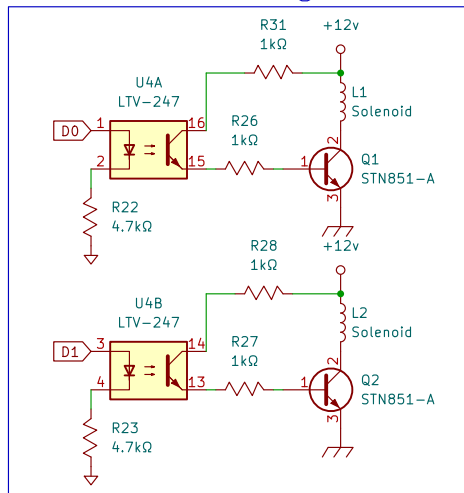 R31
1kΩ
+12v
U4A
LTV-247
L1
Solenoid
D0
1
16
R26
1kΩ
2
15
1
2
3
Q1
STN851-A
R22
4.7kΩ
R28
1kΩ
+12v
U4B
LTV-247
L2
Solenoid
D1
3
14
R27
1kΩ
4
13
1
2
3
Q2
STN851-A
R23
4.7kΩ